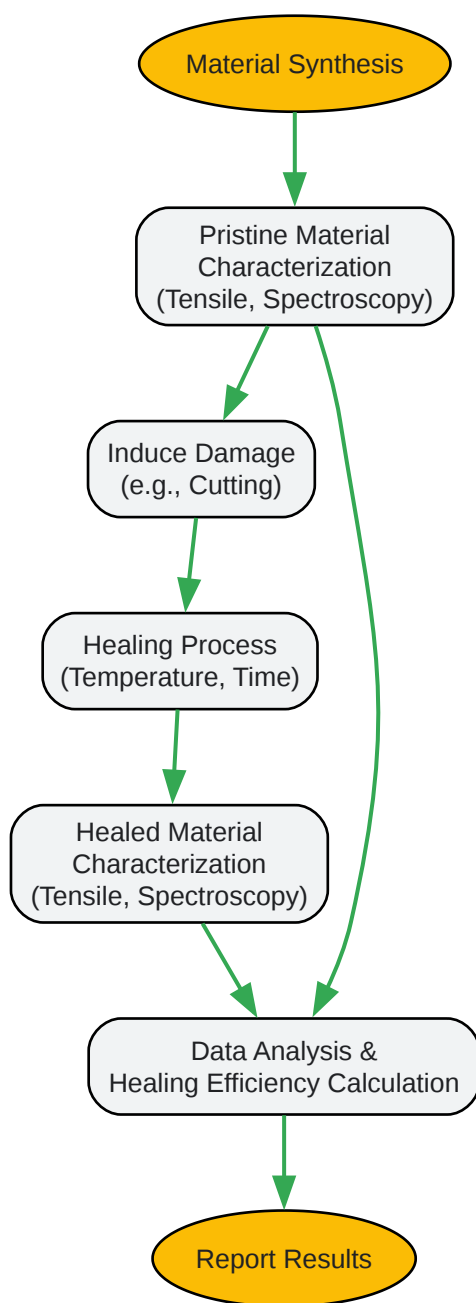 Material Synthesis
Pristine Material
Characterization
(Tensile, Spectroscopy)
Induce Damage
(e.g., Cutting)
Healing Process
(Temperature, Time)
Healed Material
Characterization
(Tensile, Spectroscopy)
Data Analysis &
Healing Efficiency Calculation
Report Results